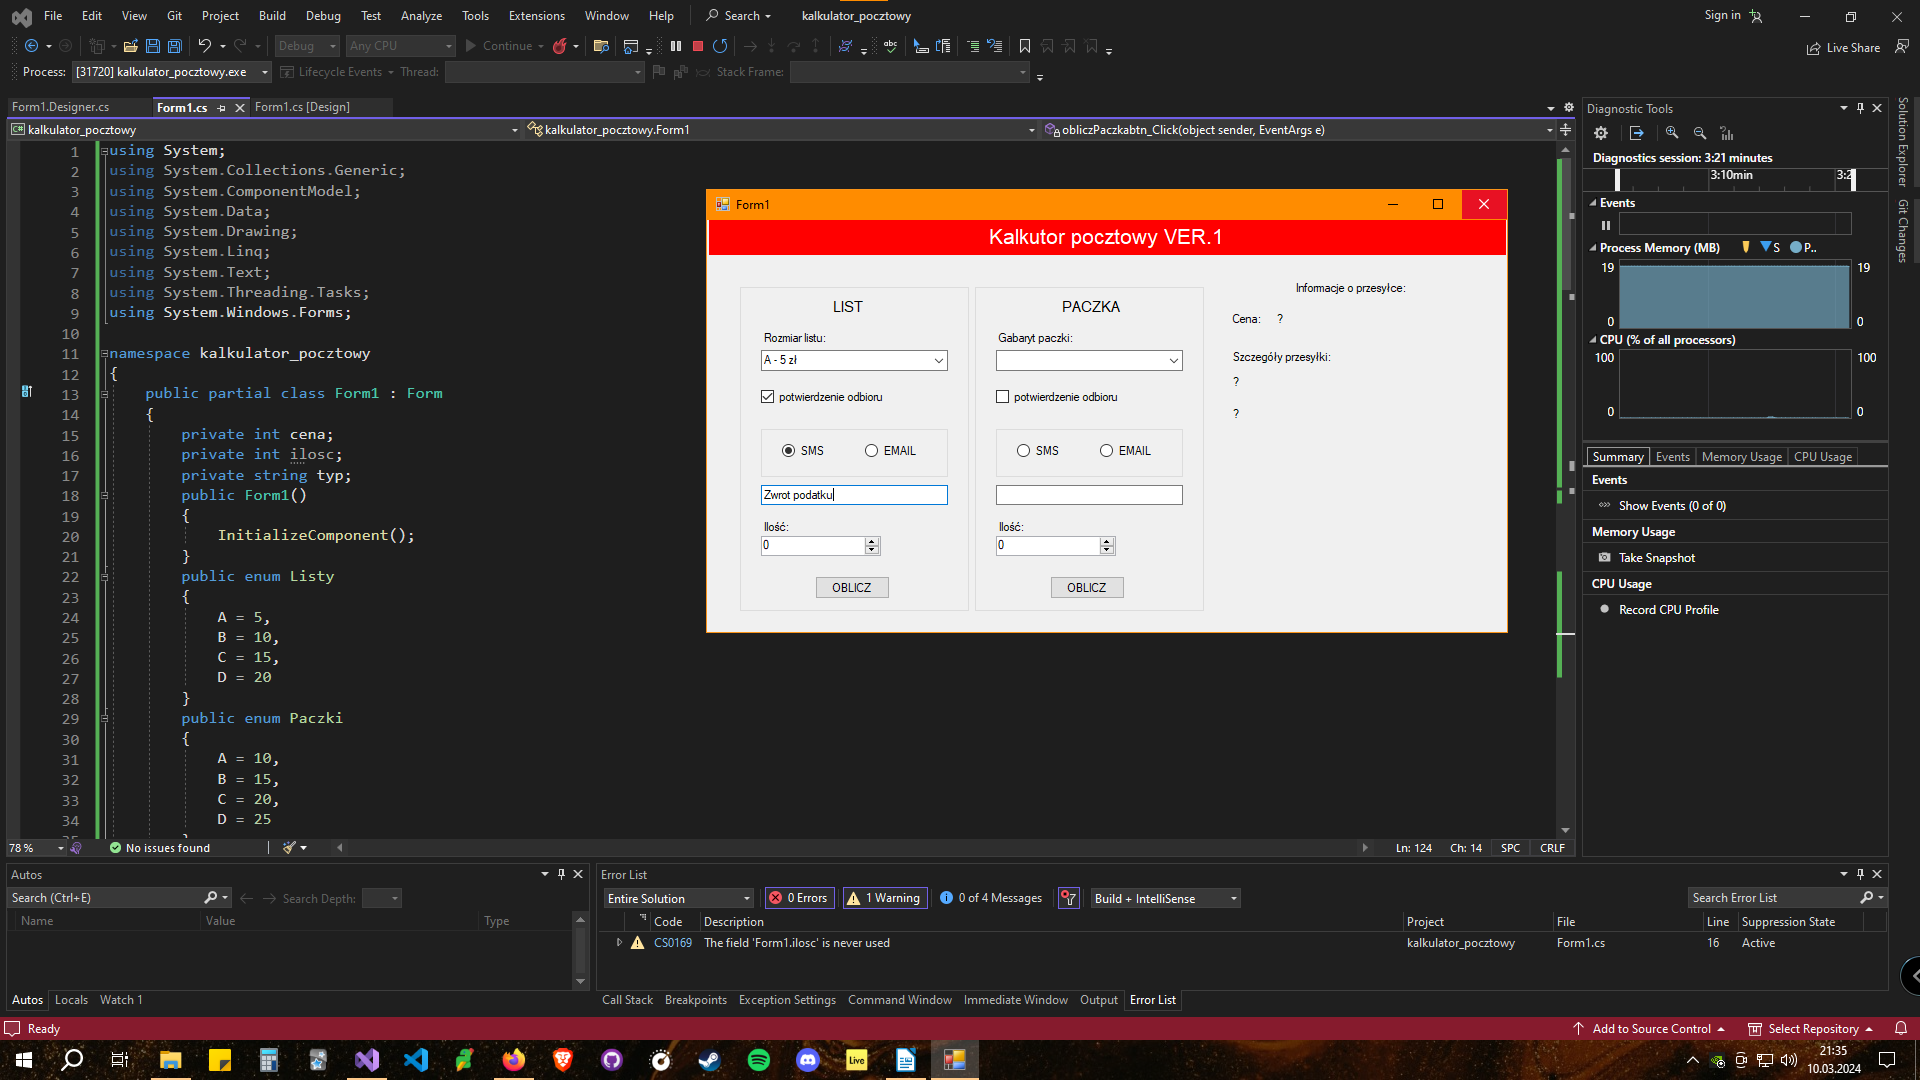 File Edit View Git Project Build Debug Test Analyze Tools Extensions Window Help Search kalkulator_pocztowy Sign in
Debug Any CPU Continue Live Share
Process: [31720] kalkulator_pocztowy.exe Lifecycle Events Thread: Stack Frame:
Form1.Designer.cs Form1.cs Form1.cs [Design]
kalkulator_pocztowy kalkulator_pocztowy.Form1 obliczPaczkabtn_Click(object sender, EventArgs e)
1 using System;
2 using System.Collections.Generic;
3 using System.ComponentModel;
4 using System.Data;
5 using System.Drawing;
6 using System.Linq;
7 using System.Text;
8 using System.Threading.Tasks;
9 using System.Windows.Forms;
10
11 namespace kalkulator_pocztowy
12 {
13 public partial class Form1 : Form
14 {
15 private int cena;
16 private int ilosc;
17 private string typ;
18 public Form1()
19 {
20 InitializeComponent();
21 }
22 public enum Listy
23 {
24 A = 5,
25 B = 10,
26 C = 15,
27 D = 20
28 }
29 public enum Paczki
30 {
31 A = 10,
32 B = 15,
33 C = 20,
34 D = 25
35 }
Form1
Kalkutor pocztowy VER.1
LIST
Rozmiar listu:
A - 5 zł
potwierdzenie odbioru
SMS EMAIL
Zwrot podatku
Ilość:
0
OBLICZ
PACZKA
Gabaryt paczki:
potwierdzenie odbioru
SMS EMAIL
Ilość:
0
OBLICZ
Informacje o przesyłce:
Cena: ?
Szczegóły przesyłki:
?
?
Diagnostic Tools
Diagnostics session: 3:21 minutes
3:10min 3:2
Events
Process Memory (MB) S P..
19 19
0 0
CPU (% of all processors)
100 100
0 0
Summary Events Memory Usage CPU Usage
Events
Show Events (0 of 0)
Memory Usage
Take Snapshot
CPU Usage
Record CPU Profile
Solution Explorer
Git Changes
78 % No issues found Ln: 124 Ch: 14 SPC CRLF
Autos
Search (Ctrl+E) Search Depth:
Name Value Type
Autos Locals Watch 1
Error List
Entire Solution 0 Errors 1 Warning 0 of 4 Messages Build + IntelliSense Search Error List
Code Description Project File Line Suppression State
CS0169 The field 'Form1.ilosc' is never used kalkulator_pocztowy Form1.cs 16 Active
Call Stack Breakpoints Exception Settings Command Window Immediate Window Output Error List
Ready Add to Source Control Select Repository
Live
21:35
10.03.2024